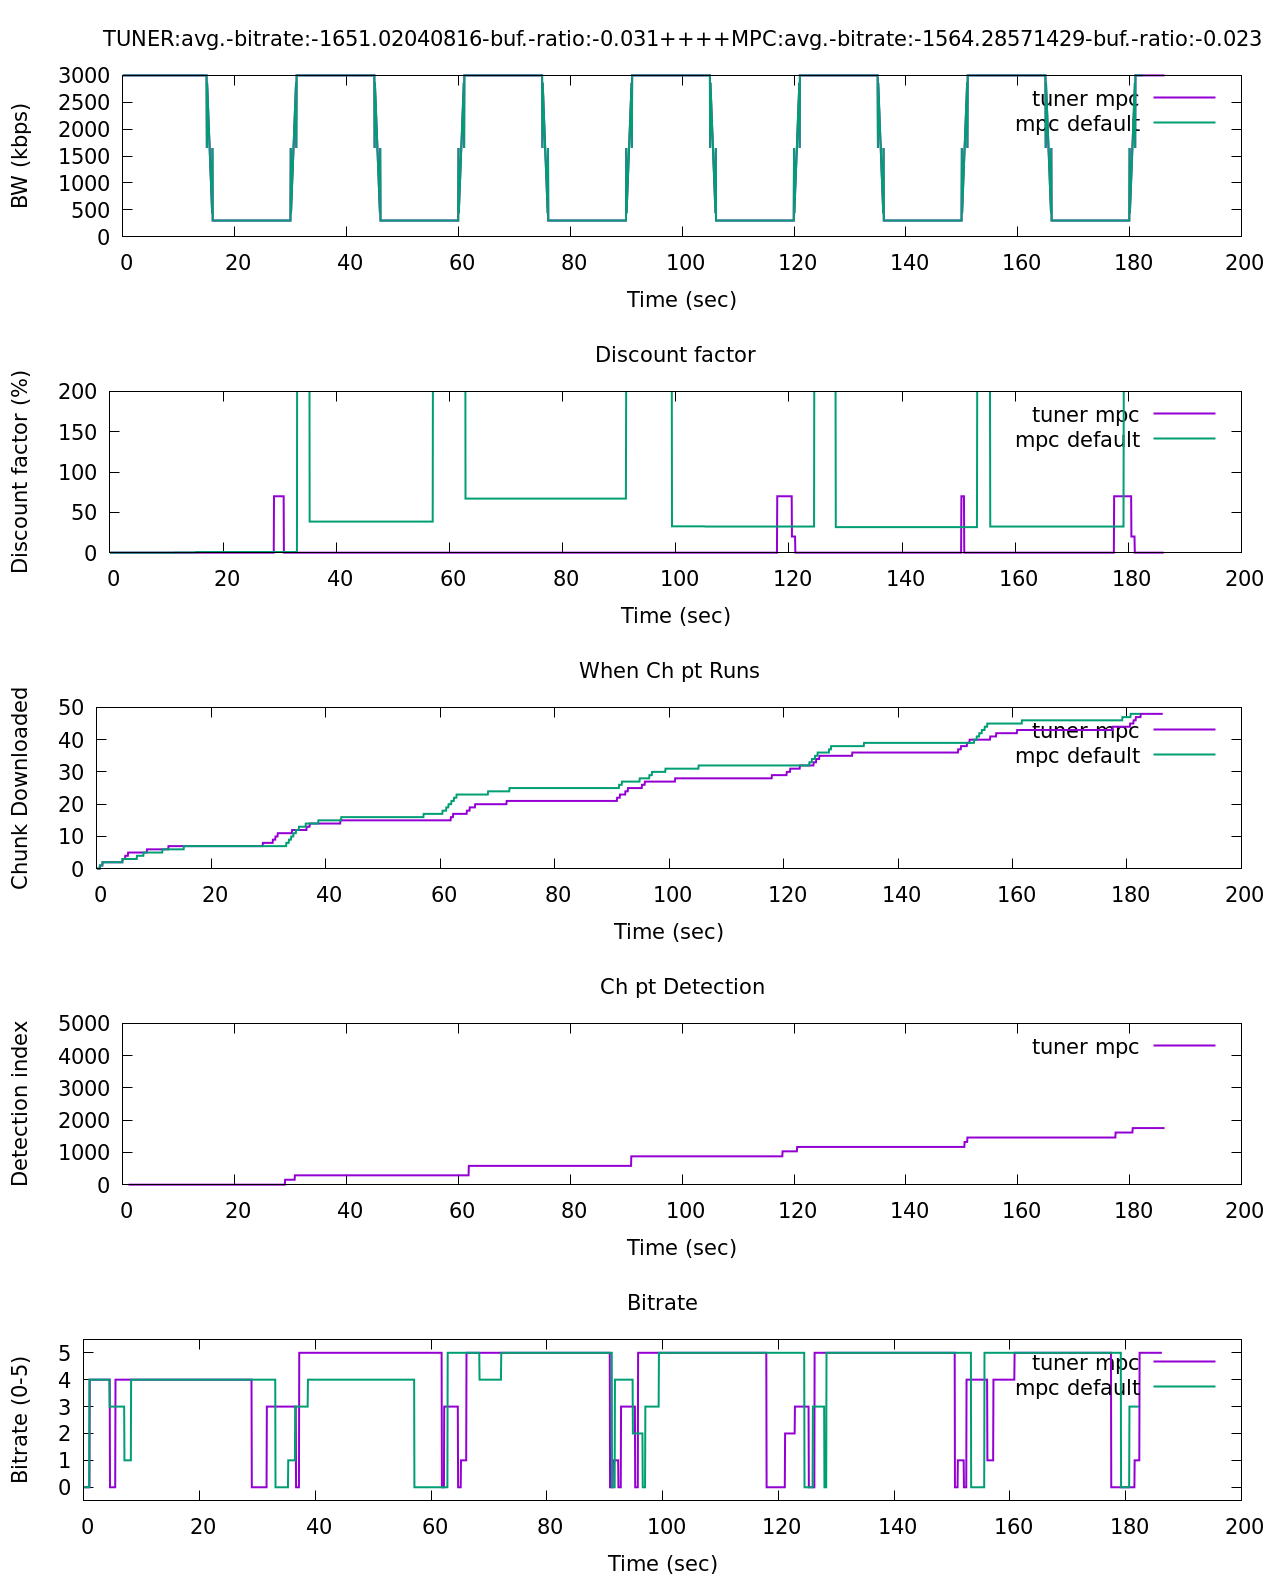 TUNER:avg.-bitrate:-1651.02040816-buf.-ratio:-0.031++++MPC:avg.-bitrate:-1564.28571429-buf.-ratio:-0.023
BW (kbps)
3000
2500
2000
1500
1000
500
0
tuner mpc
mpc default
0 20 40 60 80 100 120 140 160 180 200
Time (sec)
Discount factor
Discount factor (%)
200
150
100
50
0
tuner mpc
mpc default
0 20 40 60 80 100 120 140 160 180 200
Time (sec)
When Ch pt Runs
Chunk Downloaded
50
40
30
20
10
0
tuner mpc
mpc default
0 20 40 60 80 100 120 140 160 180 200
Time (sec)
Ch pt Detection
Detection index
5000
4000
3000
2000
1000
0
tuner mpc
0 20 40 60 80 100 120 140 160 180 200
Time (sec)
Bitrate
Bitrate (0-5)
5
4
3
2
1
0
tuner mpc
mpc default
0 20 40 60 80 100 120 140 160 180 200
Time (sec)